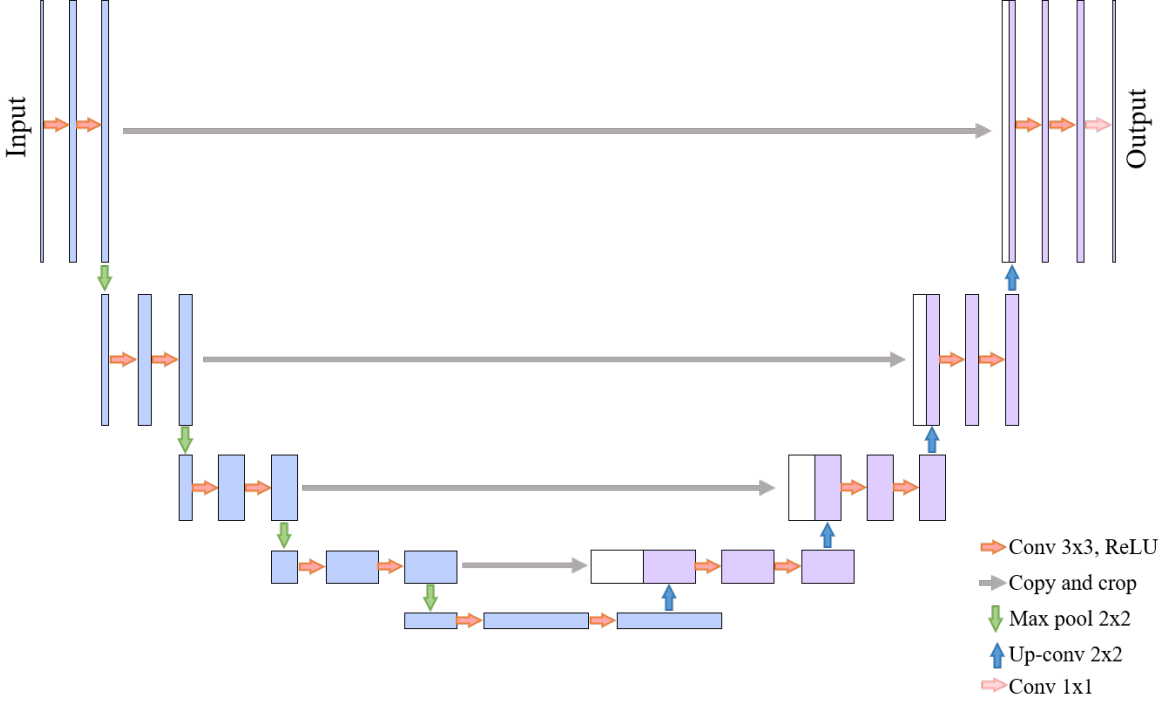 Input
Output
Conv 3x3, ReLU
Copy and crop
Max pool 2x2
Up-conv 2x2
Conv 1x1